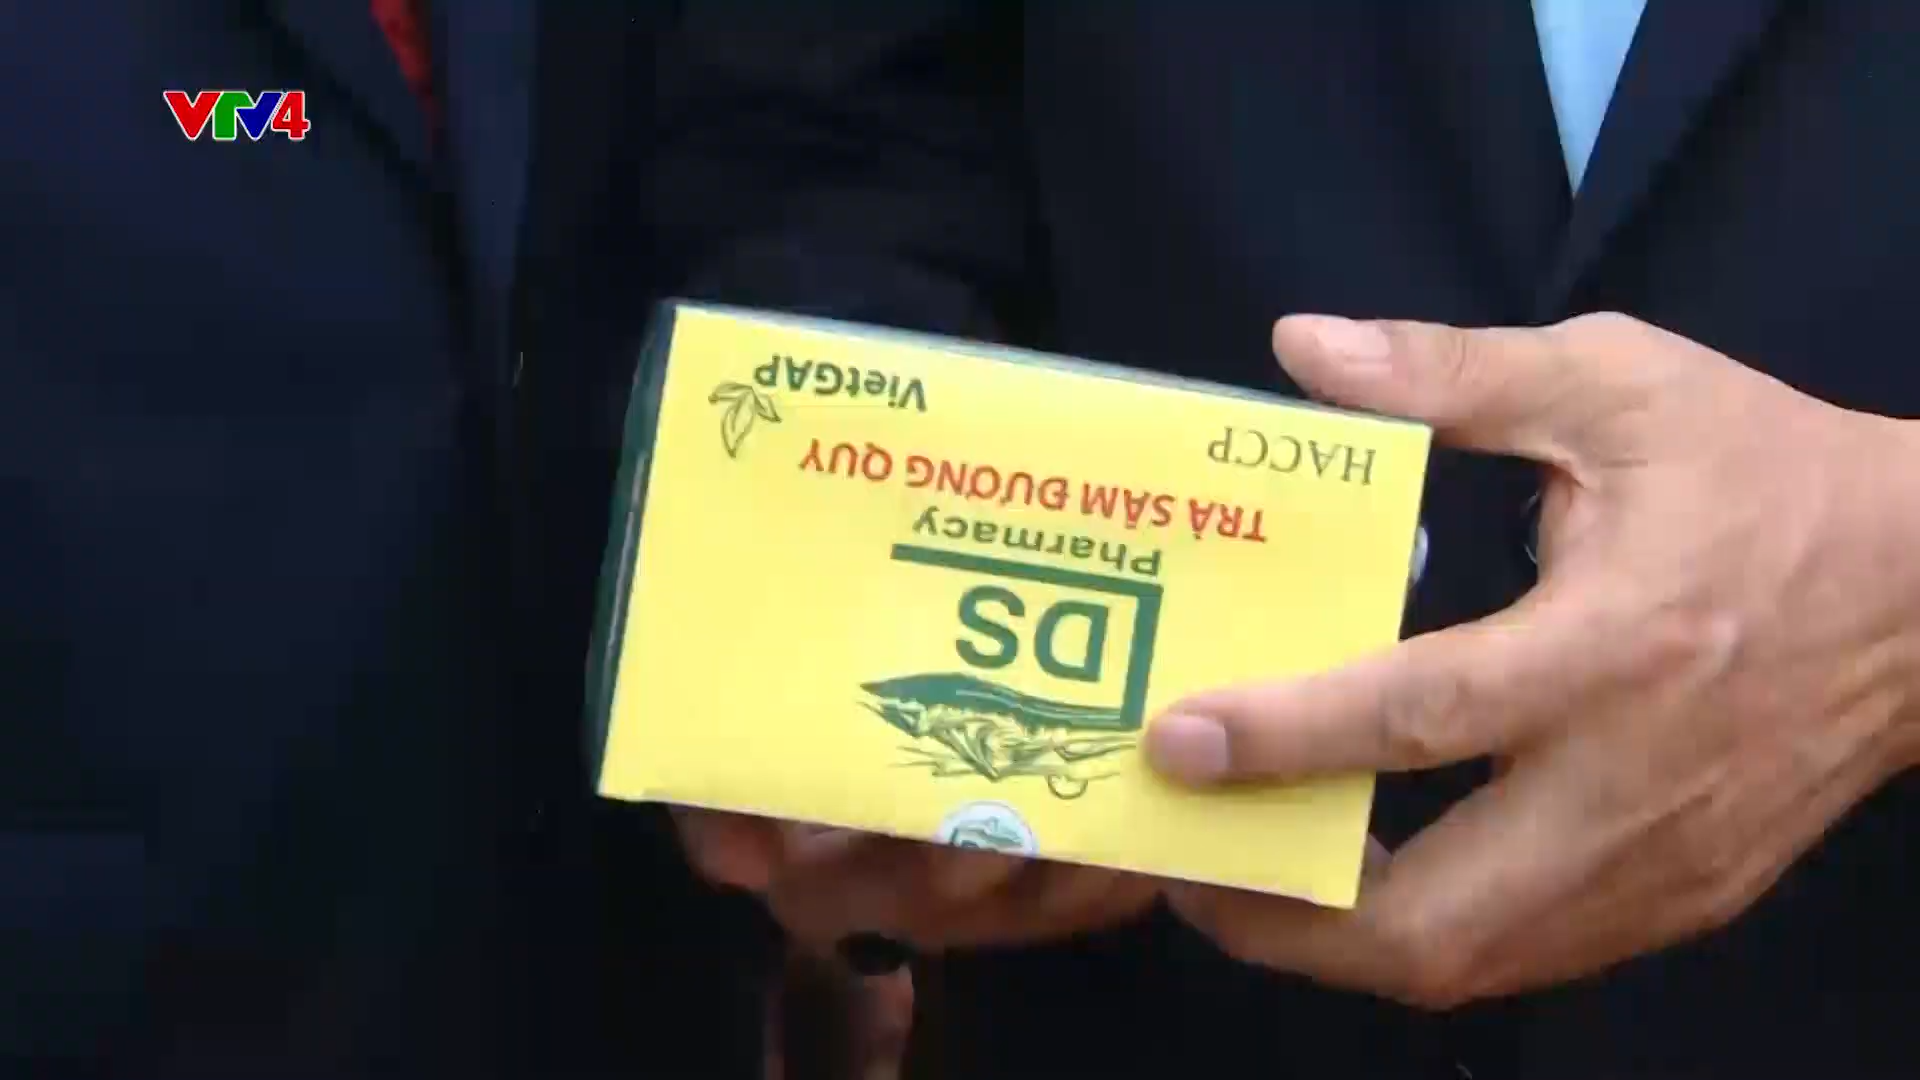 VTV4
HACCP
VietGAP
TRÀ SÂM ĐƯƠNG QUY
Pharmacy
DS